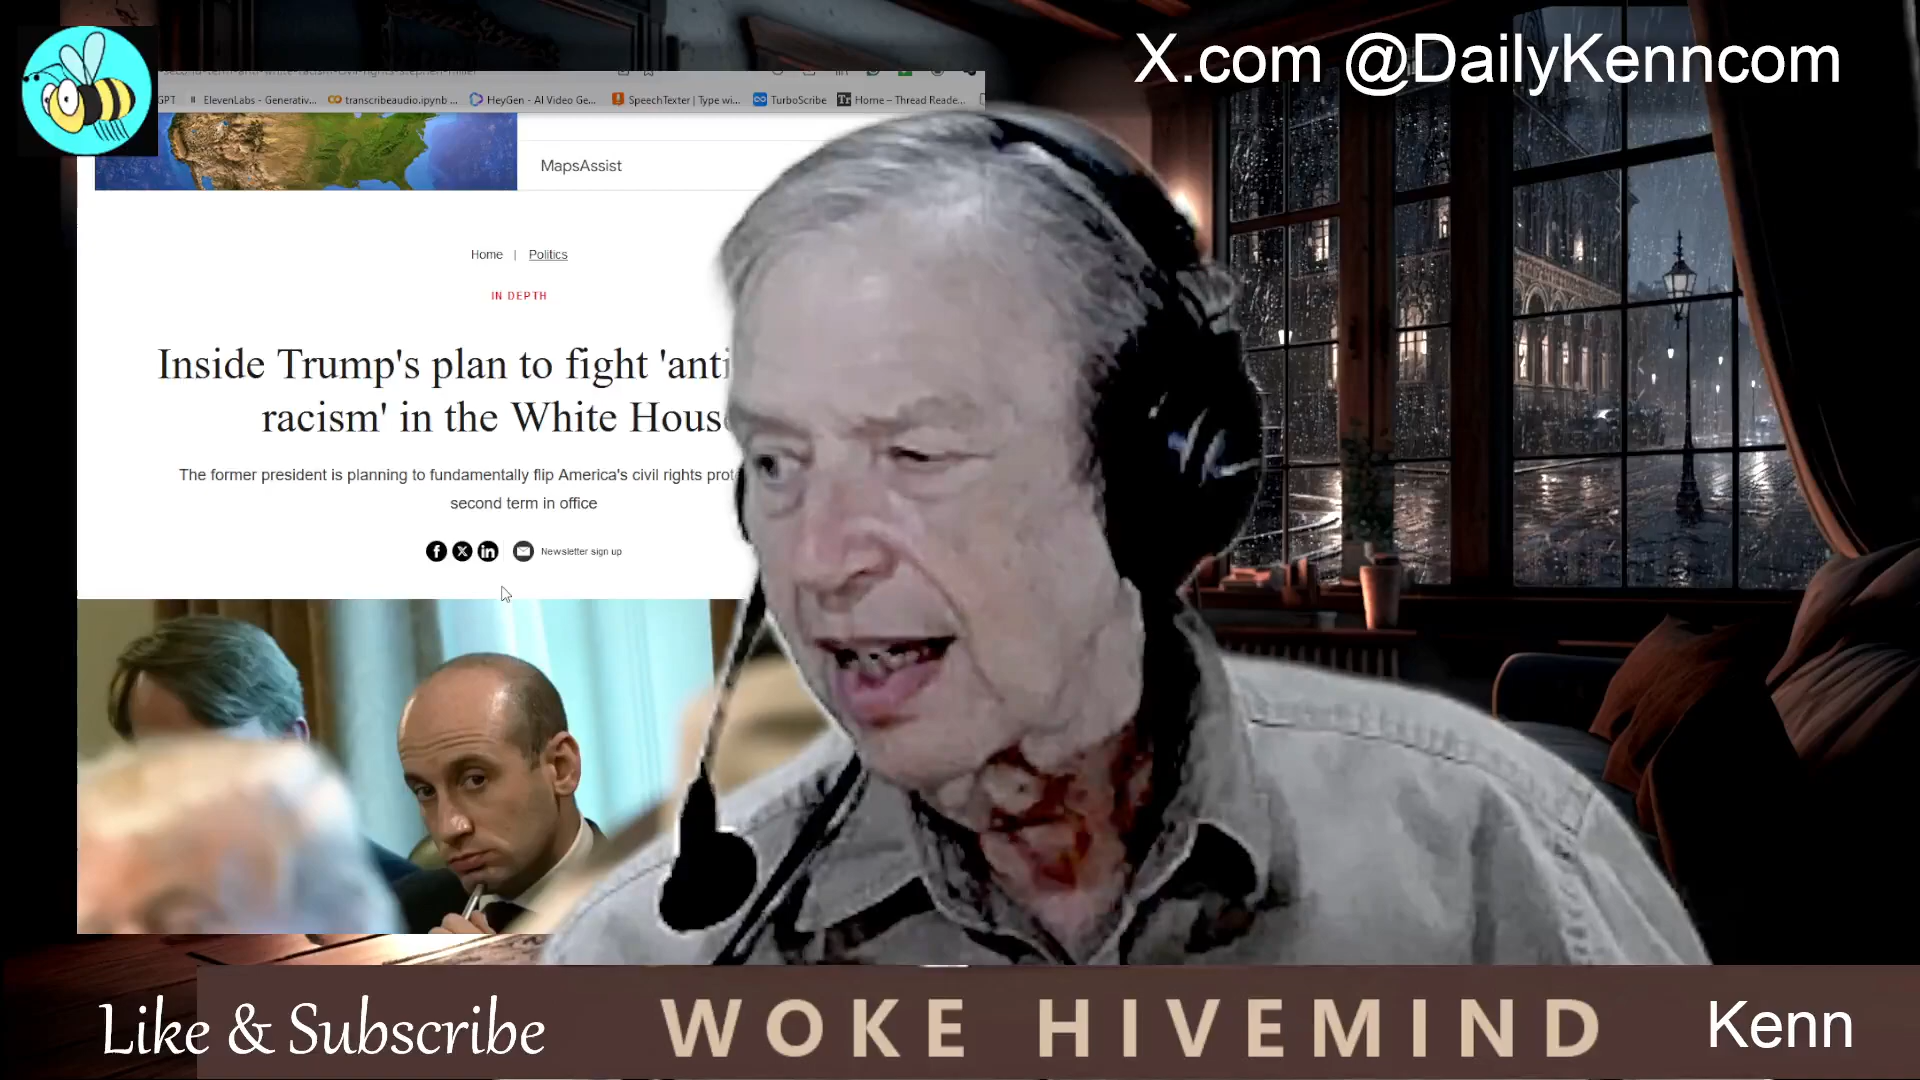 X.com @DailyKenncom
GPT ElevenLabs - Generativ... transcribeaudio.ipynb ... HeyGen - AI Video Ge... SpeechTexter | Type wi... TurboScribe Home – Thread Reade...
MapsAssist
Home | Politics
IN DEPTH
Inside Trump's plan to fight 'anti
racism' in the White House
The former president is planning to fundamentally flip America's civil rights
second term in office
Newsletter sign up
Like & Subscribe WOKE HIVEMIND Kenn